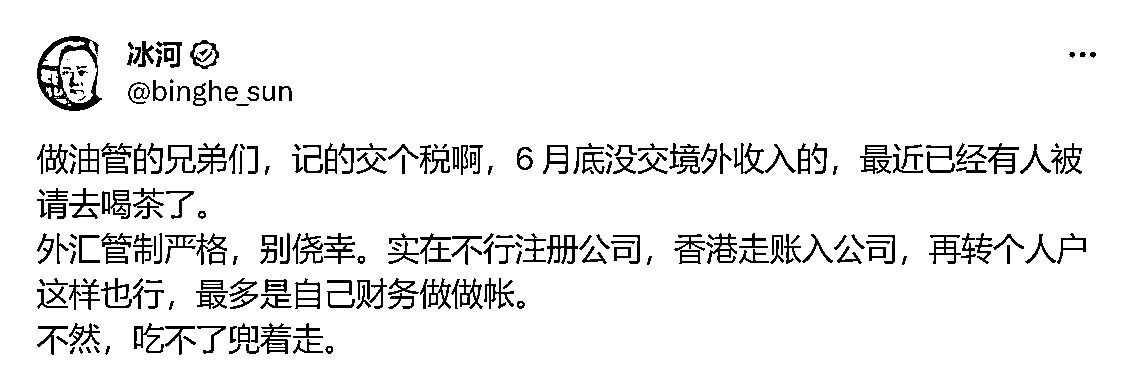 冰河
@binghe_sun
做油管的兄弟们，记的交个税啊，6 月底没交境外收入的，最近已经有人被
请去喝茶了。
外汇管制严格，别侥幸。实在不行注册公司，香港走账入公司，再转个人户
这样也行，最多是自己财务做做帐。
不然，吃不了兜着走。